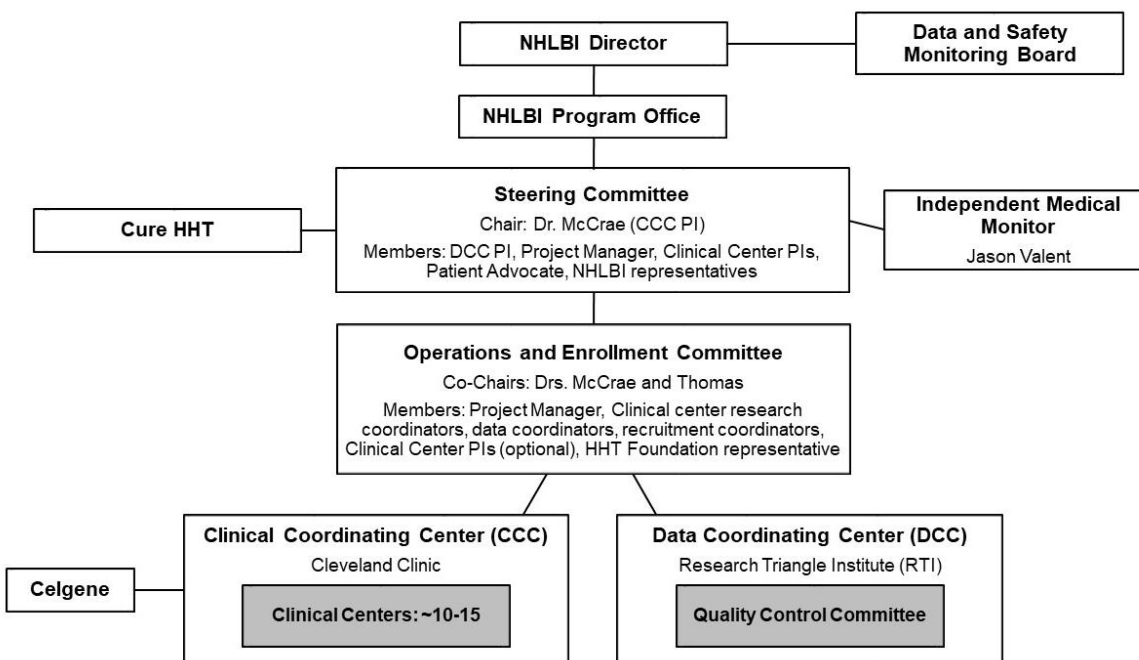 NHLBI Director
Data and Safety
Monitoring Board
NHLBI Program Office
Steering Committee
Chair: Dr. McCrae (CCC PI)
Members: DCC PI, Project Manager, Clinical Center PIs,
Patient Advocate, NHLBI representatives
Cure HHT
Independent Medical
Monitor
Jason Valent
Operations and Enrollment Committee
Co-Chairs: Drs. McCrae and Thomas
Members: Project Manager, Clinical center research
coordinators, data coordinators, recruitment coordinators,
Clinical Center PIs (optional), HHT Foundation representative
Clinical Coordinating Center (CCC)
Cleveland Clinic
Clinical Centers: ~10-15
Celgene
Data Coordinating Center (DCC)
Research Triangle Institute (RTI)
Quality Control Committee